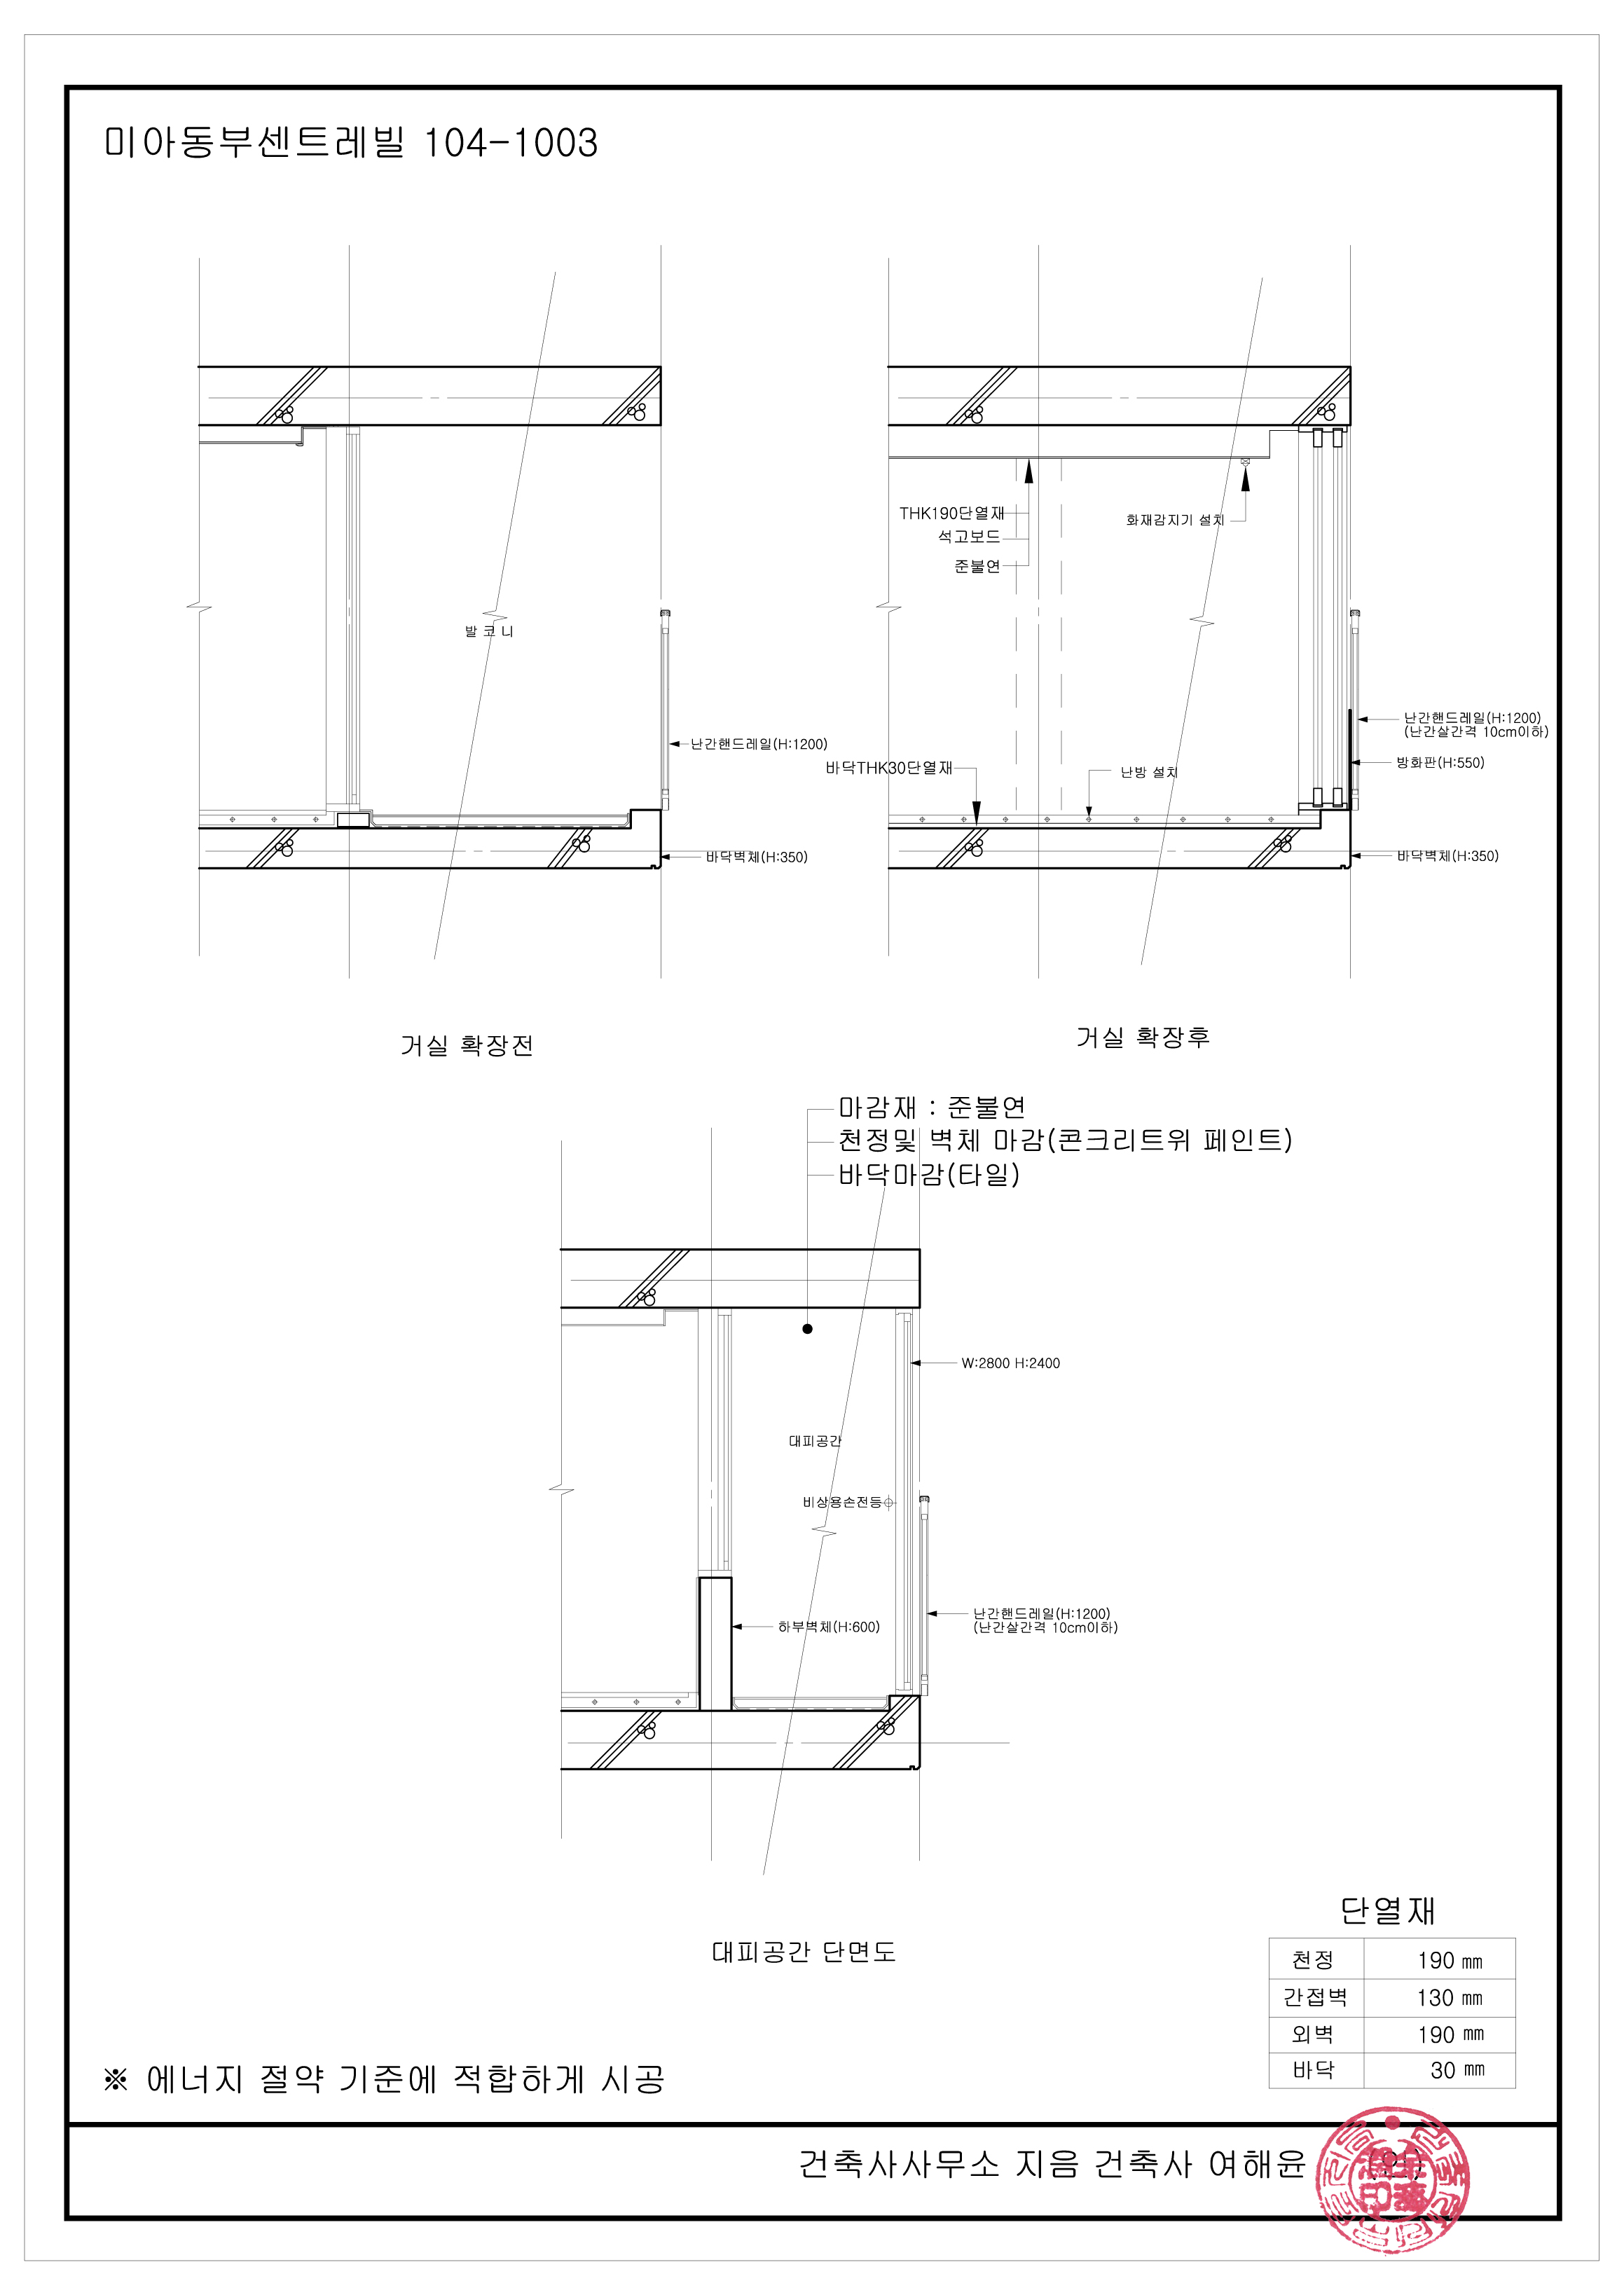 미아동부센트레빌 104-1003
THK190단열재
석고보드
준불연
화재감지기 설치
발 코 니
난간핸드레일(H:1200)
바닥벽체(H:350)
바닥THK30단열재
난방 설치
난간핸드레일(H:1200)
(난간살간격 10cm이하)
방화판(H:550)
바닥벽체(H:350)
거실 확장전
거실 확장후
마감재 : 준불연
천정및 벽체 마감(콘크리트위 페인트)
바닥마감(타일)
W:2800 H:2400
대피공간
비상용손전등
하부벽체(H:600)
난간핸드레일(H:1200)
(난간살간격 10cm이하)
대피공간 단면도
단열재
천정 190 ㎜
간접벽 130 ㎜
외벽 190 ㎜
바닥 30 ㎜
※ 에너지 절약 기준에 적합하게 시공
건축사사무소 지음 건축사 여해윤